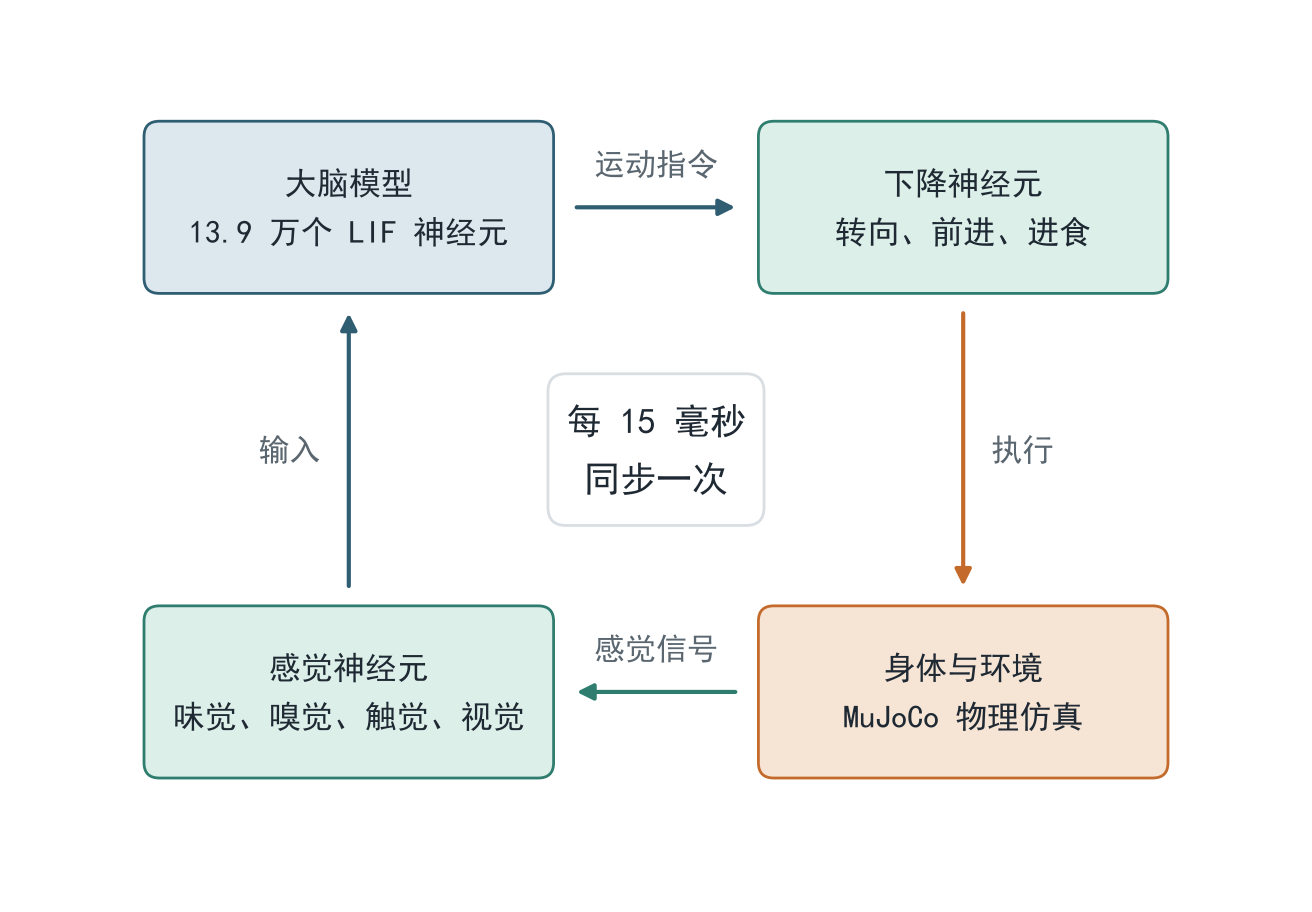 大脑模型
13.9 万个 LIF 神经元
运动指令
下降神经元
转向、前进、进食
输入
每 15 毫秒
同步一次
执行
感觉神经元
味觉、嗅觉、触觉、视觉
感觉信号
身体与环境
MuJoCo 物理仿真